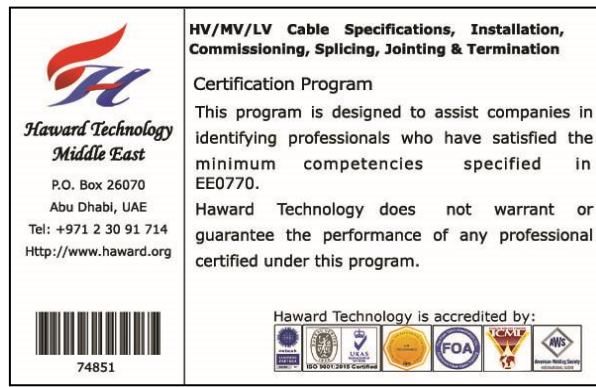 Haward Technology
Middle East
P.O. Box 26070
Abu Dhabi, UAE
Tel: +971 2 30 91 714
Http://www.haward.org
74851
HV/MV/LV Cable Specifications, Installation,
Commissioning, Splicing, Jointing & Termination
Certification Program
This program is designed to assist companies in
identifying professionals who have satisfied the
minimum competencies specified in
EE0770.
Haward Technology does not warrant or
guarantee the performance of any professional
certified under this program.
Haward Technology is accredited by:
ISO 9001:2015 Certified
UKAS
FOA
AWS
American Welding Society